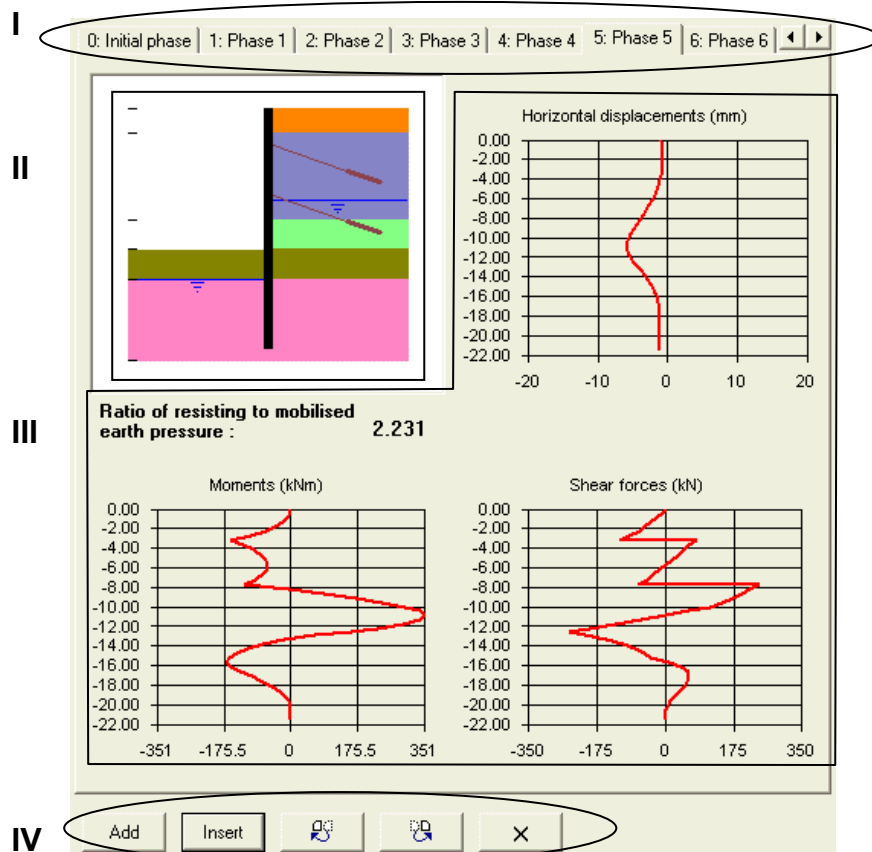 I
0: Initial phase 1: Phase 1 2: Phase 2 3: Phase 3 4: Phase 4 5: Phase 5 6: Phase 6
II
Horizontal displacements (mm)
0.00
-2.00
-4.00
-6.00
-8.00
-10.00
-12.00
-14.00
-16.00
-18.00
-20.00
-22.00
-20 -10 0 10 20
III
Ratio of resisting to mobilised
earth pressure : 2.231
Moments (kNm)
0.00
-2.00
-4.00
-6.00
-8.00
-10.00
-12.00
-14.00
-16.00
-18.00
-20.00
-22.00
-351 -175.5 0 175.5 351
Shear forces (kN)
0.00
-2.00
-4.00
-6.00
-8.00
-10.00
-12.00
-14.00
-16.00
-18.00
-20.00
-22.00
-350 -175 0 175 350
IV
Add Insert